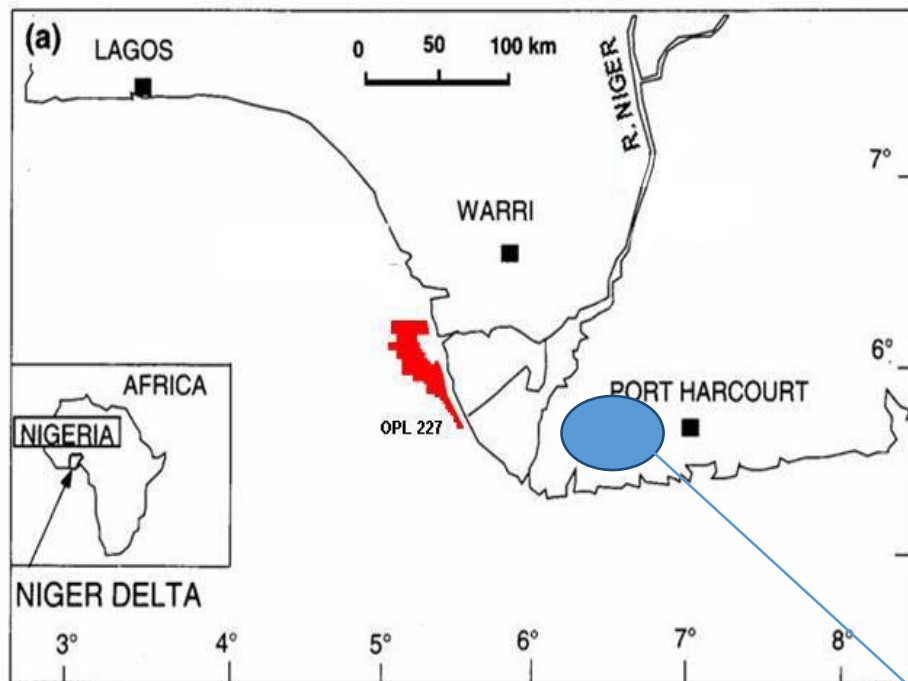 (a)
LAGOS
0 50 100 km
R. NIGER
7°
WARRI
6°
PORT HARCOURT
OPL 227
AFRICA
NIGERIA
NIGER DELTA
3° 4° 5° 6° 7° 8°